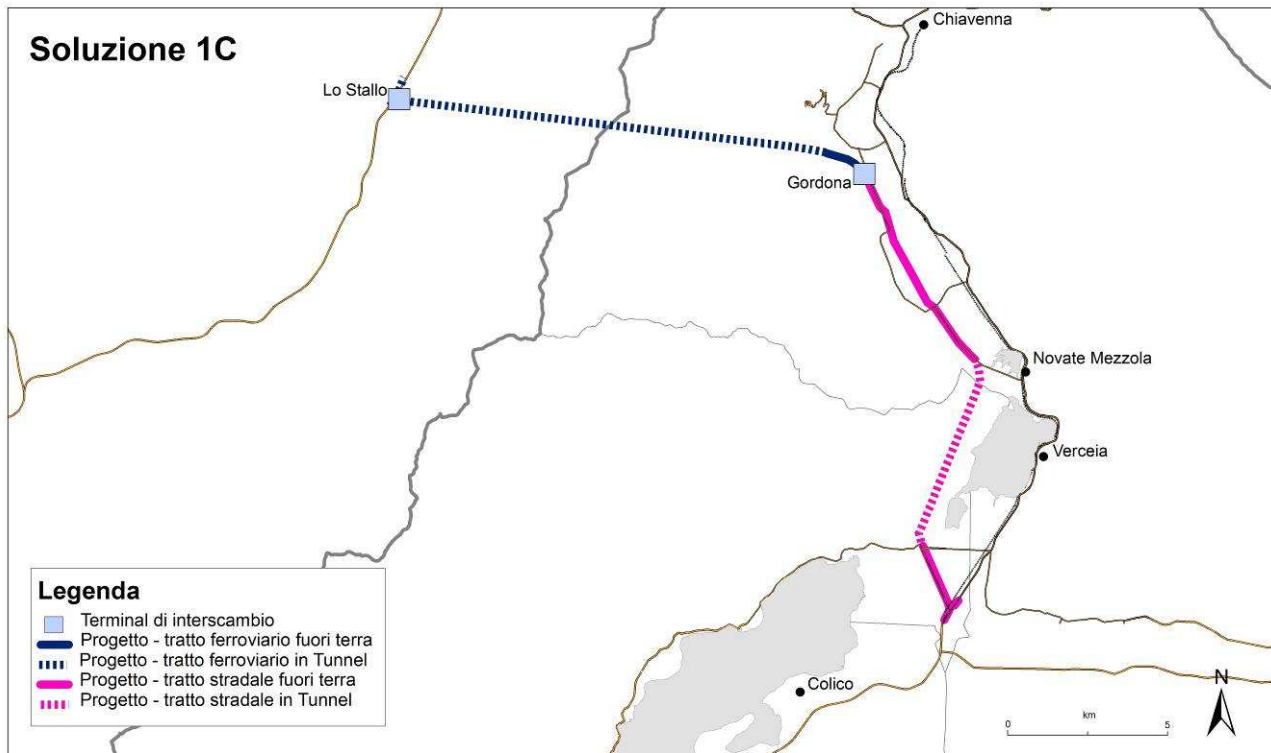 Soluzione 1C
Chiavenna
Lo Stallo
Gordona
Novate Mezzola
Verceia
Colico
Legenda
Terminal di interscambio
Progetto - tratto ferroviario fuori terra
Progetto - tratto ferroviario in Tunnel
Progetto - tratto stradale fuori terra
Progetto - tratto stradale in Tunnel
N
km
0 5